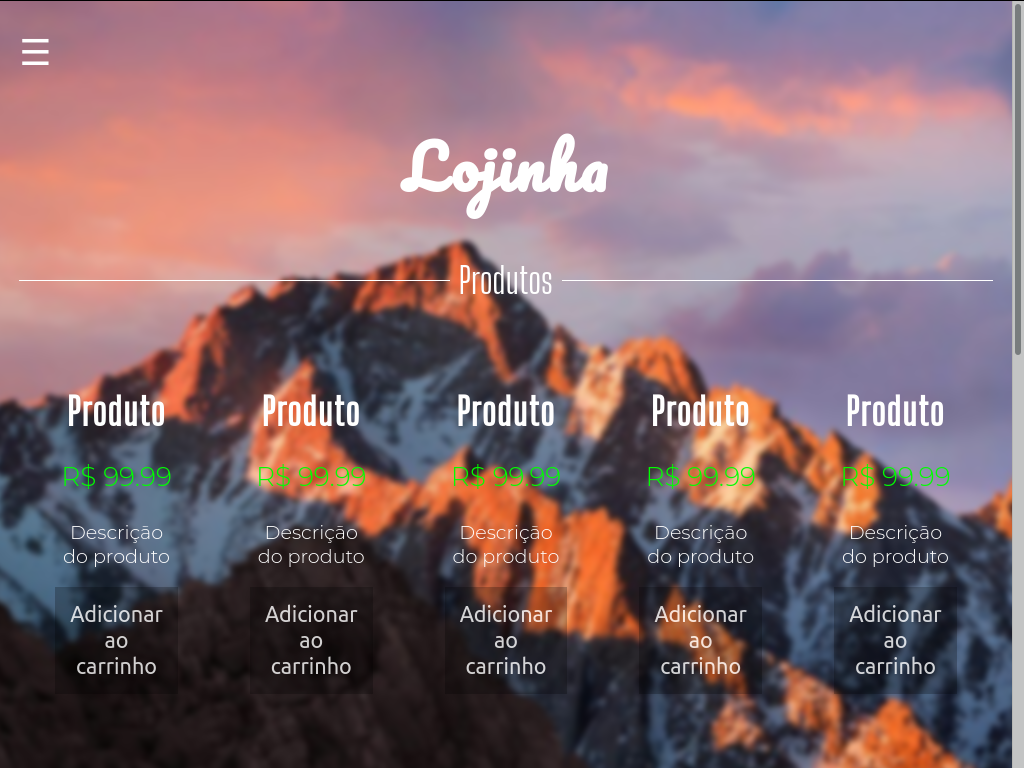 ☰
Lojinha
Produtos
Produto Produto Produto Produto Produto
R$ 99.99 R$ 99.99 R$ 99.99 R$ 99.99 R$ 99.99
Descrição Descrição Descrição Descrição Descrição
do produto do produto do produto do produto do produto
Adicionar Adicionar Adicionar Adicionar Adicionar
ao ao ao ao ao
carrinho carrinho carrinho carrinho carrinho